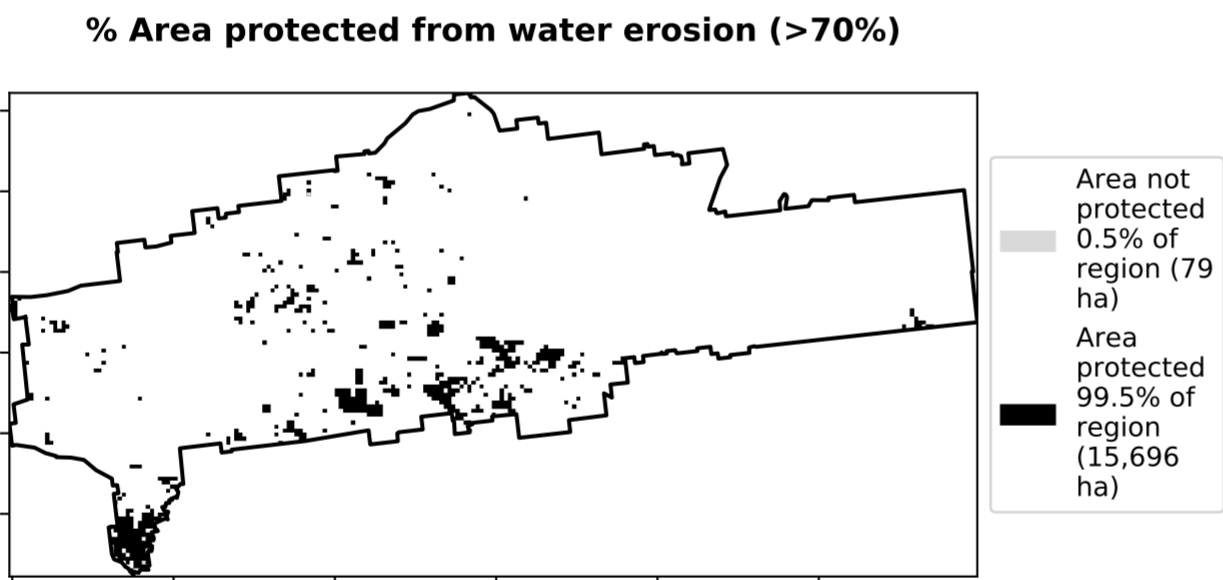 % Area protected from water erosion (>70%)
Area not
protected
0.5% of
region (79
ha)
Area
protected
99.5% of
region
(15,696
ha)